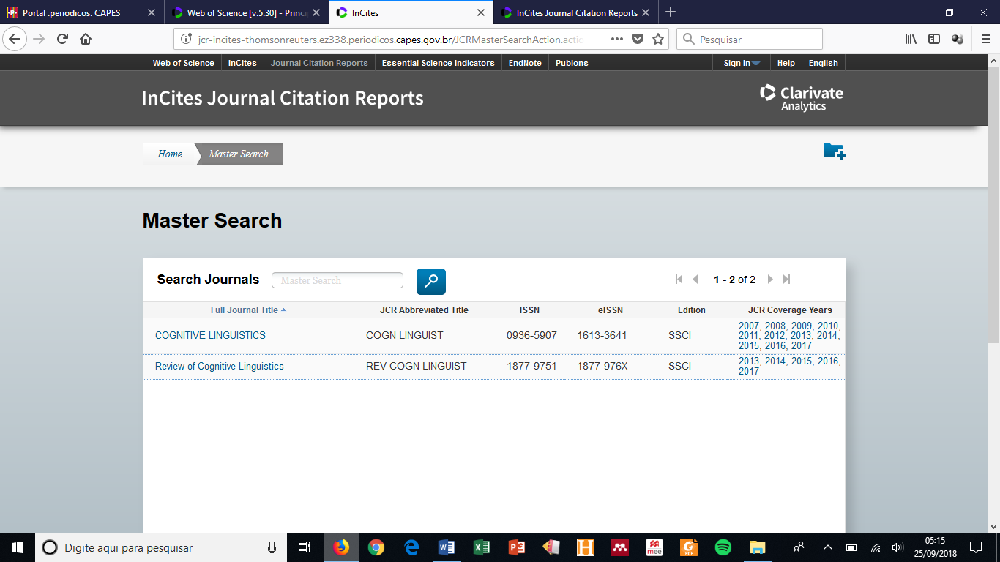 Portal .periodicos. CAPES
Web of Science [v.5.30] - Princi
InCites
InCites Journal Citation Reports
jcr-incites-thomsonreuters.ez338.periodicos.capes.gov.br/JCRMasterSearchAction.actic
Pesquisar
Web of Science InCites Journal Citation Reports Essential Science Indicators EndNote Publons Sign In Help English
InCites Journal Citation Reports
Clarivate
Analytics
Home Master Search
Master Search
Search Journals Master Search 1 - 2 of 2
Full Journal Title JCR Abbreviated Title ISSN eISSN Edition JCR Coverage Years
COGNITIVE LINGUISTICS COGN LINGUIST 0936-5907 1613-3641 SSCI 2007, 2008, 2009, 2010,
2011, 2012, 2013, 2014,
2015, 2016, 2017
Review of Cognitive Linguistics REV COGN LINGUIST 1877-9751 1877-976X SSCI 2013, 2014, 2015, 2016,
2017
Digite aqui para pesquisar
mee
PDF
05:15
25/09/2018